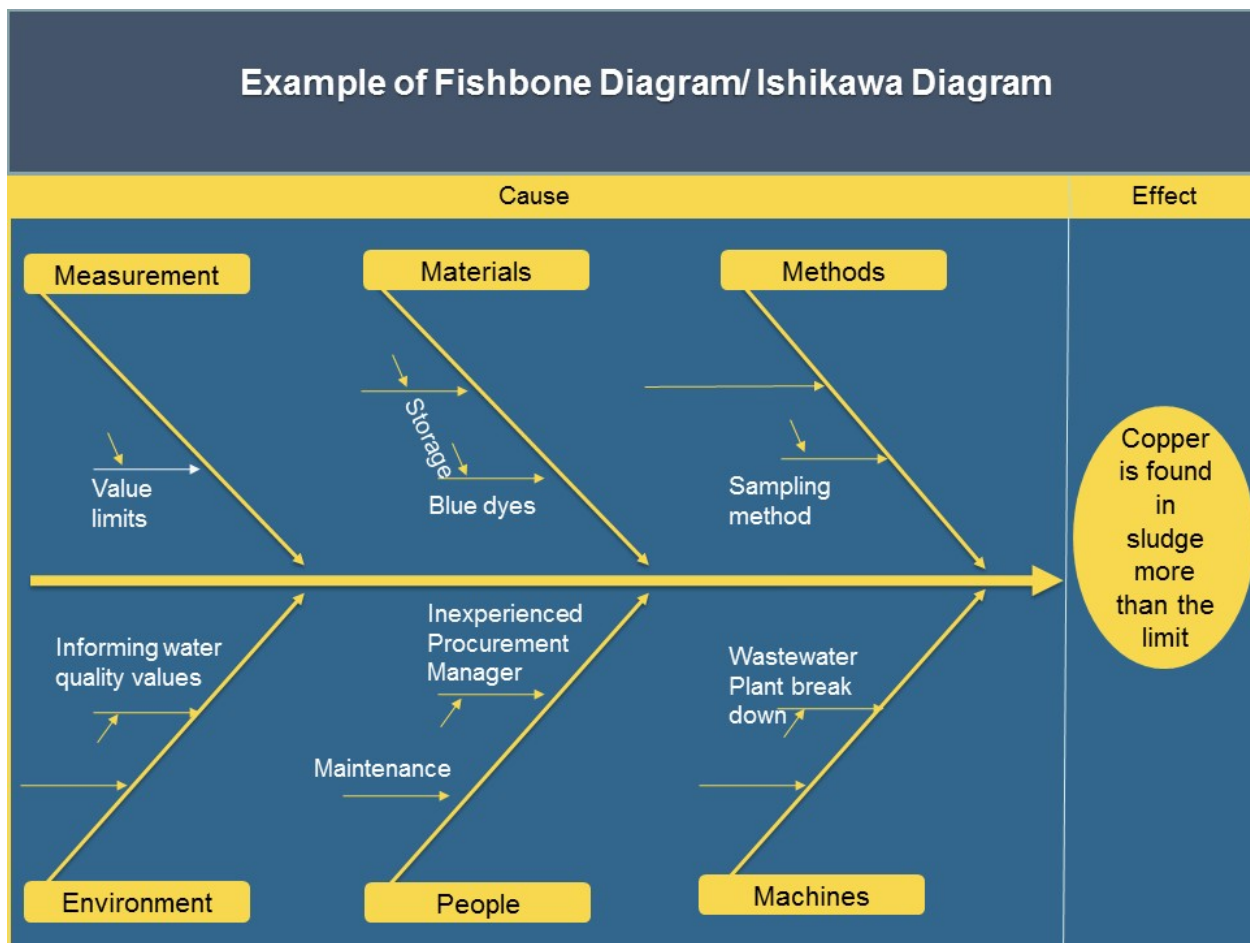 Example of Fishbone Diagram/ Ishikawa Diagram
Cause
Effect
Measurement
Materials
Methods
Storage
Value
limits
Blue dyes
Sampling
method
Copper
is found
in
sludge
more
than the
limit
Informing water
quality values
Inexperienced
Procurement
Manager
Wastewater
Plant break
down
Maintenance
Environment
People
Machines